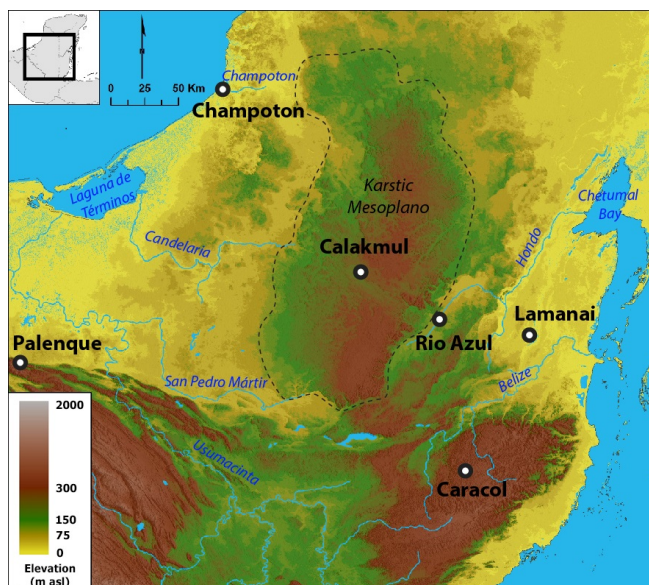 Champoton
0
25
50 Km
Champoton
Laguna de
Términos
Karstic
Mesoplano
Chetumal
Bay
Candelaría
Hondo
Calakmul
Lamanai
Rio Azul
Palenque
San Pedro Mártir
Belize
2000
300
150
75
0
Elevation
(m asl)
Usumacinta
Caracol